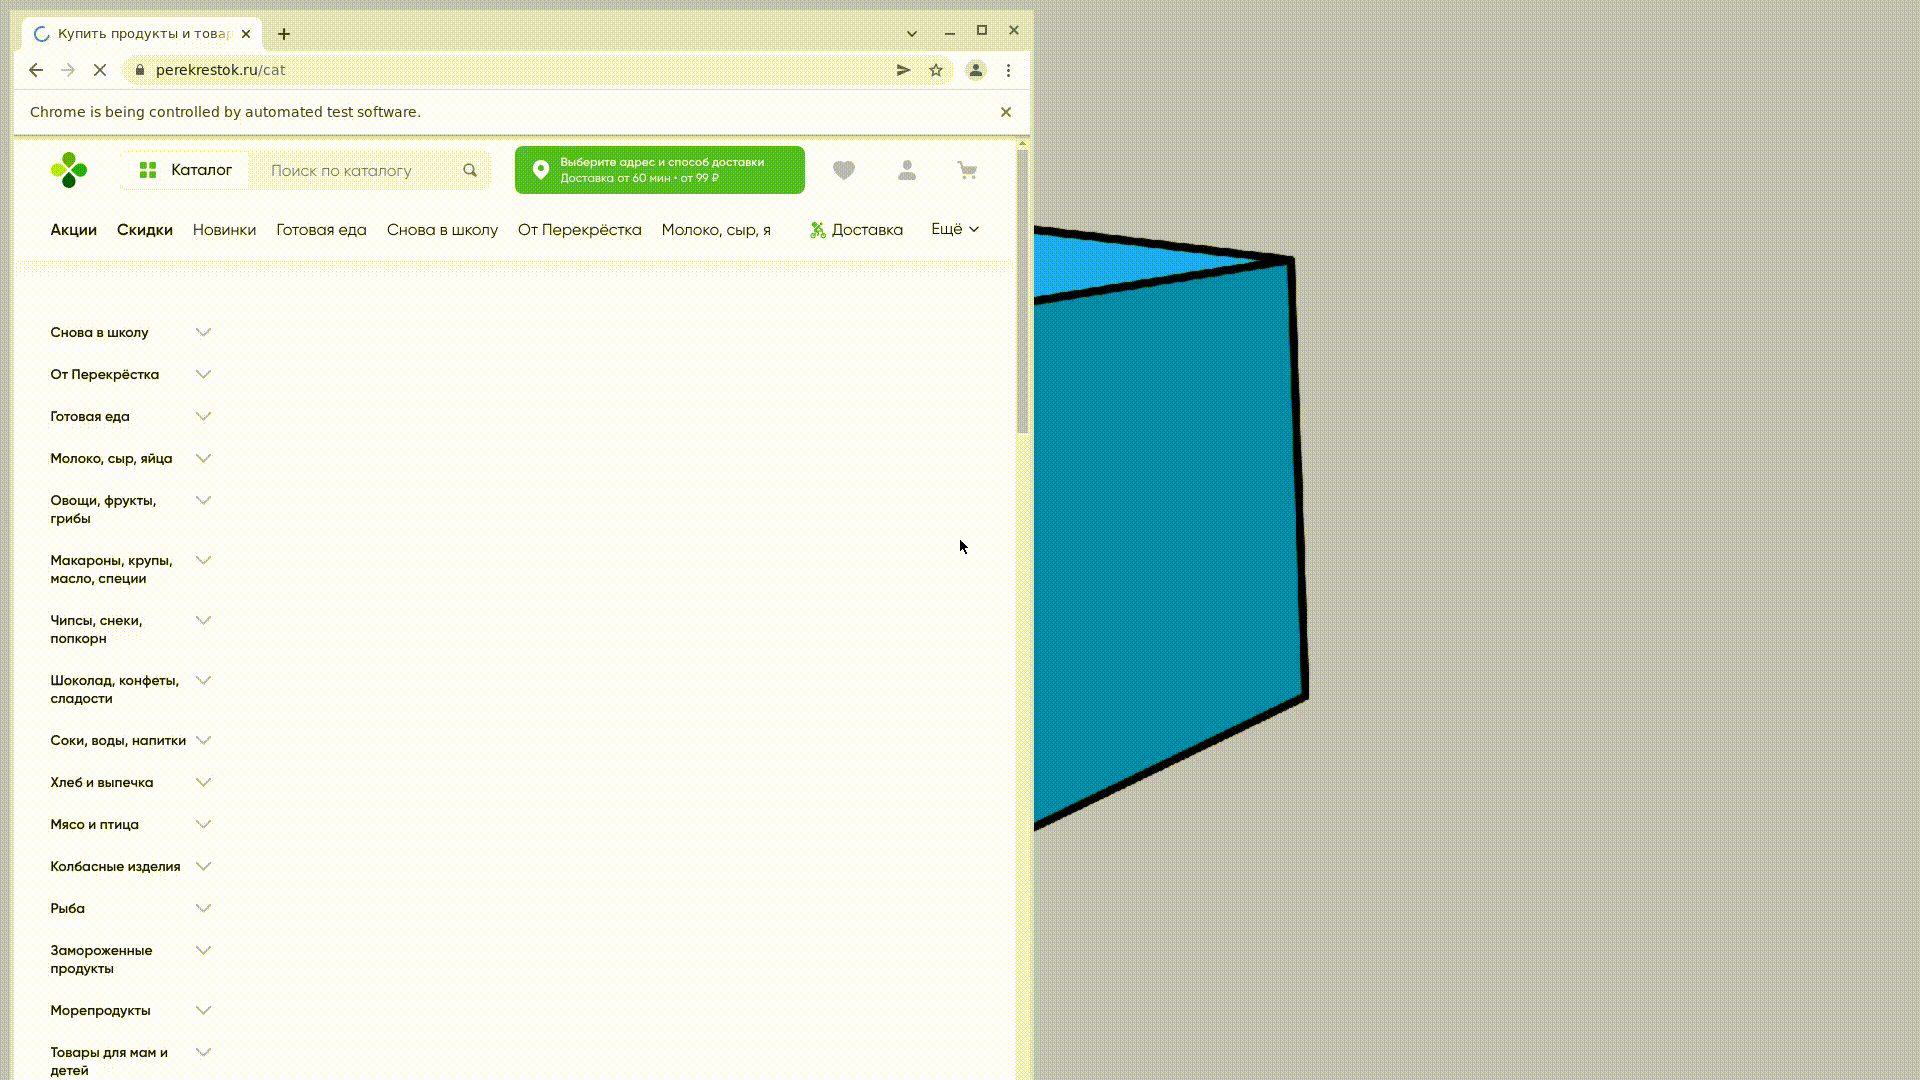 Купить продукты и това
perekrestok.ru/cat
Chrome is being controlled by automated test software.
Каталог
Поиск по каталогу
Выберите адрес и способ доставки
Доставка от 60 мин • от 99 ₽
Акции
Скидки
Новинки
Готовая еда
Снова в школу
От Перекрёстка
Молоко, сыр, я
Доставка
Ещё
Снова в школу
От Перекрёстка
Готовая еда
Молоко, сыр, яйца
Овощи, фрукты,
грибы
Макароны, крупы,
масло, специи
Чипсы, снеки,
попкорн
Шоколад, конфеты,
сладости
Соки, воды, напитки
Хлеб и выпечка
Мясо и птица
Колбасные изделия
Рыба
Замороженные
продукты
Морепродукты
Товары для мам и
детей